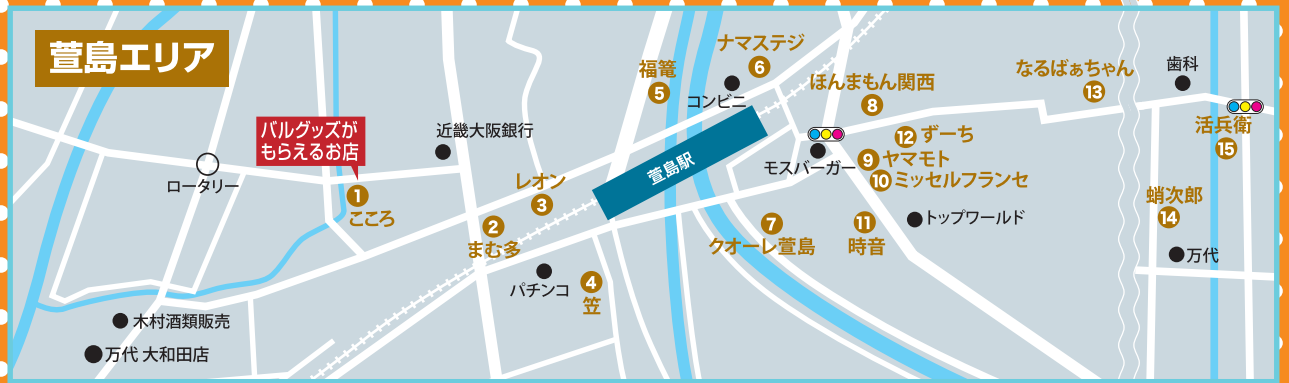 萱島エリア
バルグッズが
もらえるお店
1
こころ
ロータリー
近畿大阪銀行
レオン
3
2
まむ多
パチンコ
4
笠
木村酒類販売
万代 大和田店
福篭
5
ナマステジ
6
コンビニ
萱島駅
ほんまもん関西
8
モスバーガー
12 ずーち
9 ヤマモト
10 ミッセルフランセ
7
クオーレ萱島
11
時音
トップワールド
なるばぁちゃん
13
歯科
活兵衛
15
蛸次郎
14
万代